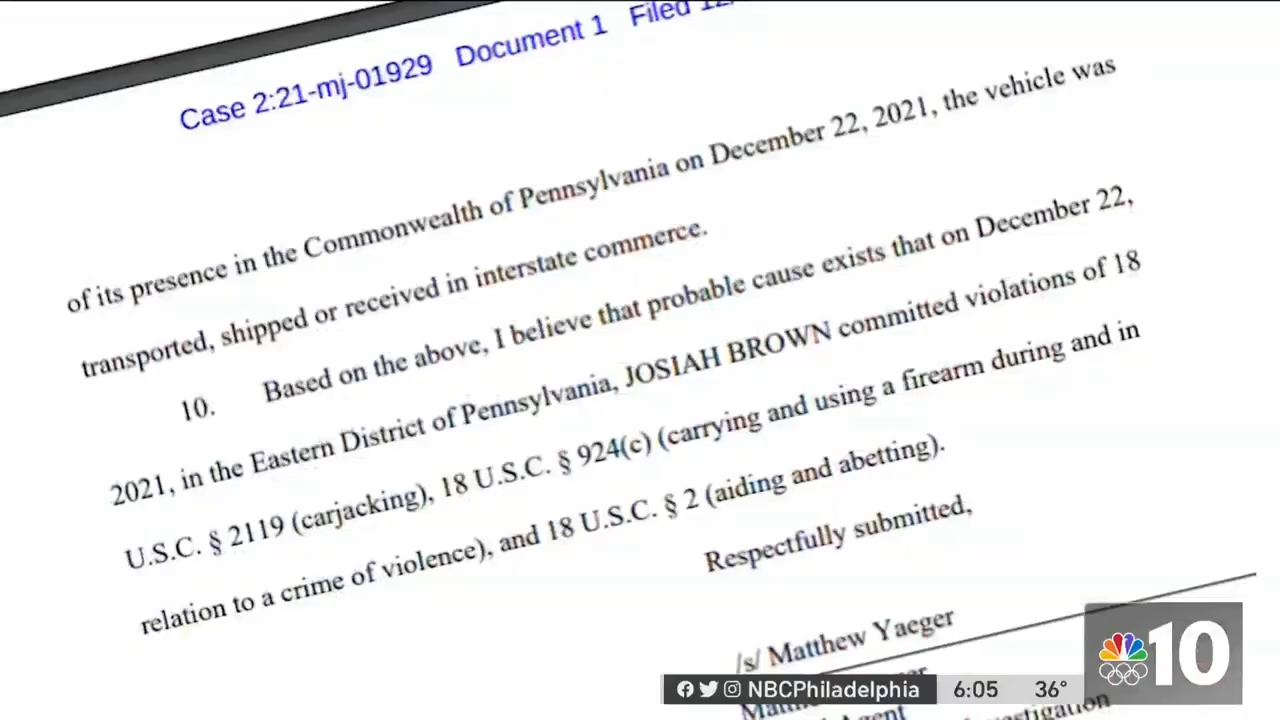 Case 2:21-mj-01929 Document 1 Filed
of its presence in the Commonwealth of Pennsylvania on December 22, 2021, the vehicle was
transported, shipped or received in interstate commerce.
10. Based on the above, I believe that probable cause exists that on December 22,
2021, in the Eastern District of Pennsylvania, JOSIAH BROWN committed violations of 18
U.S.C. § 2119 (carjacking), 18 U.S.C. § 924(c) (carrying and using a firearm during and in
relation to a crime of violence), and 18 U.S.C. § 2 (aiding and abetting).
Respectfully submitted,
/s/ Matthew Yaeger
Agent
10
NBCPhiladelphia 6:05 36°